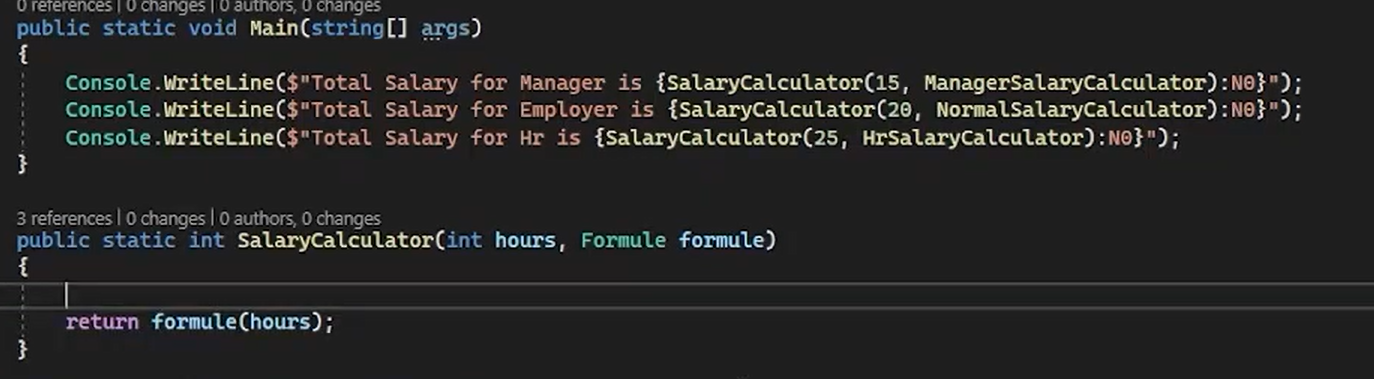 0 references | 0 changes | 0 authors, 0 changes
public static void Main(string[] args)
{
Console.WriteLine($"Total Salary for Manager is {SalaryCalculator(15, ManagerSalaryCalculator):N0}");
Console.WriteLine($"Total Salary for Employer is {SalaryCalculator(20, NormalSalaryCalculator):N0}");
Console.WriteLine($"Total Salary for Hr is {SalaryCalculator(25, HrSalaryCalculator):N0}");
}
3 references | 0 changes | 0 authors, 0 changes
public static int SalaryCalculator(int hours, Formule formule)
{
return formule(hours);
}